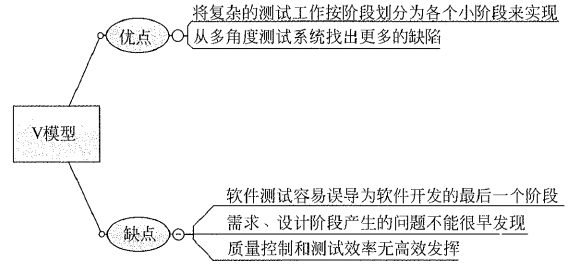 将复杂的测试工作按阶段划分为各个小阶段来实现
优点
从多角度测试系统找出更多的缺陷
V模型
软件测试容易误导为软件开发的最后一个阶段
需求、设计阶段产生的问题不能很早发现
缺点
质量控制和测试效率无高效发挥